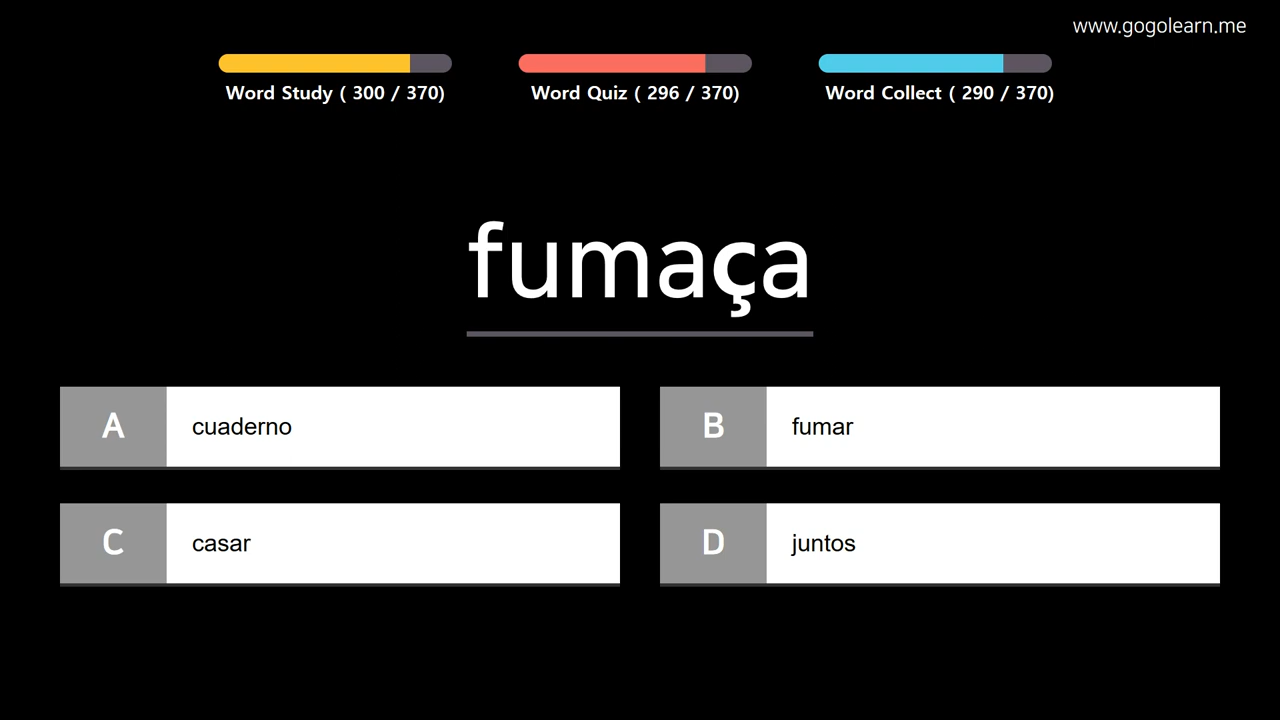 www.gogolearn.me
Word Study ( 300 / 370)
Word Quiz ( 296 / 370)
Word Collect ( 290 / 370)
fumaça
A cuaderno
B fumar
C casar
D juntos